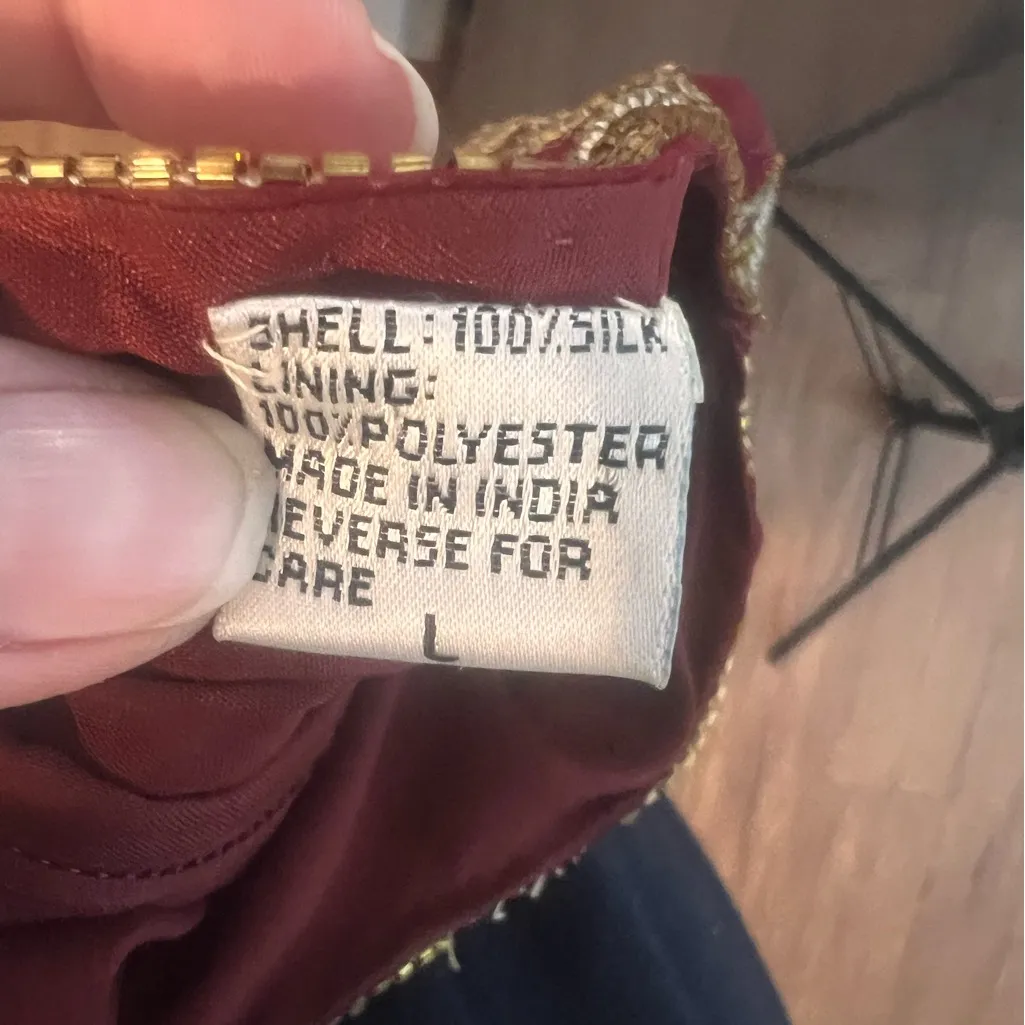 SHELL: 100%SILK
LINING:
100%POLYESTER
MADE IN INDIA
REVERSE FOR
CARE
L